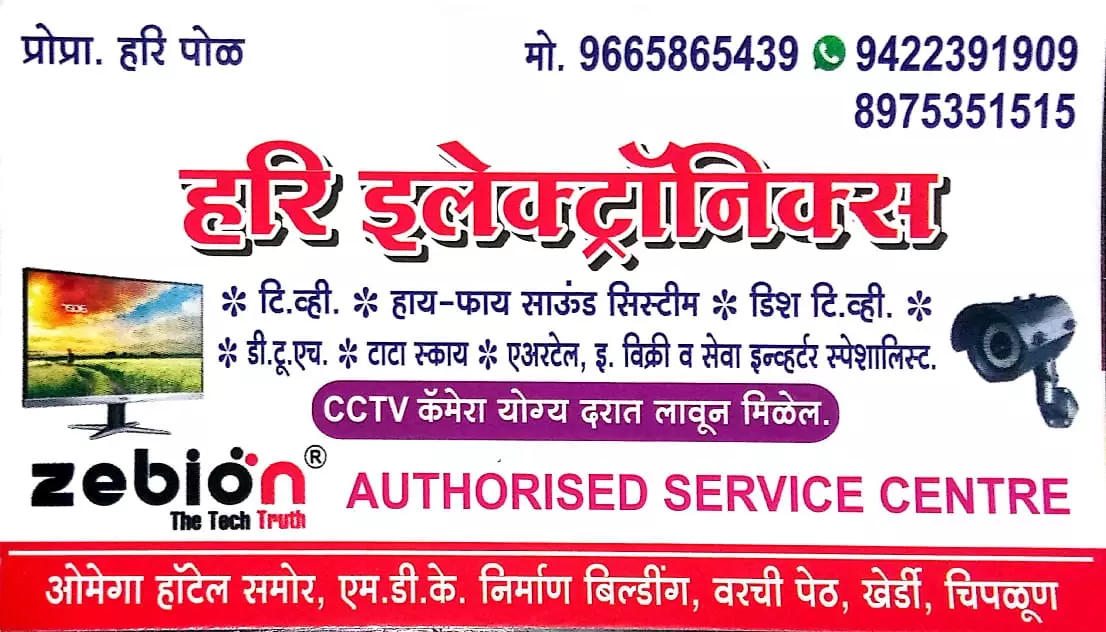 प्रोप्रा. हरि पोळ
मो. 9665865439 9422391909
8975351515
हरि इलेक्ट्रॉनिक्स
* टि.व्ही. * हाय-फाय साऊंड सिस्टीम * डिश टि.व्ही. *
* डी.टू.एच. * टाटा स्काय * एअरटेल, इ. विक्री व सेवा इन्व्हर्टर स्पेशालिस्ट.
CCTV कॅमेरा योग्य दरात लावून मिळेल.
zebion®
The Tech Truth
AUTHORISED SERVICE CENTRE
ओमेगा हॉटेल समोर, एम.डी.के. निर्माण बिल्डींग, वरची पेठ, खेर्डी, चिपळूण